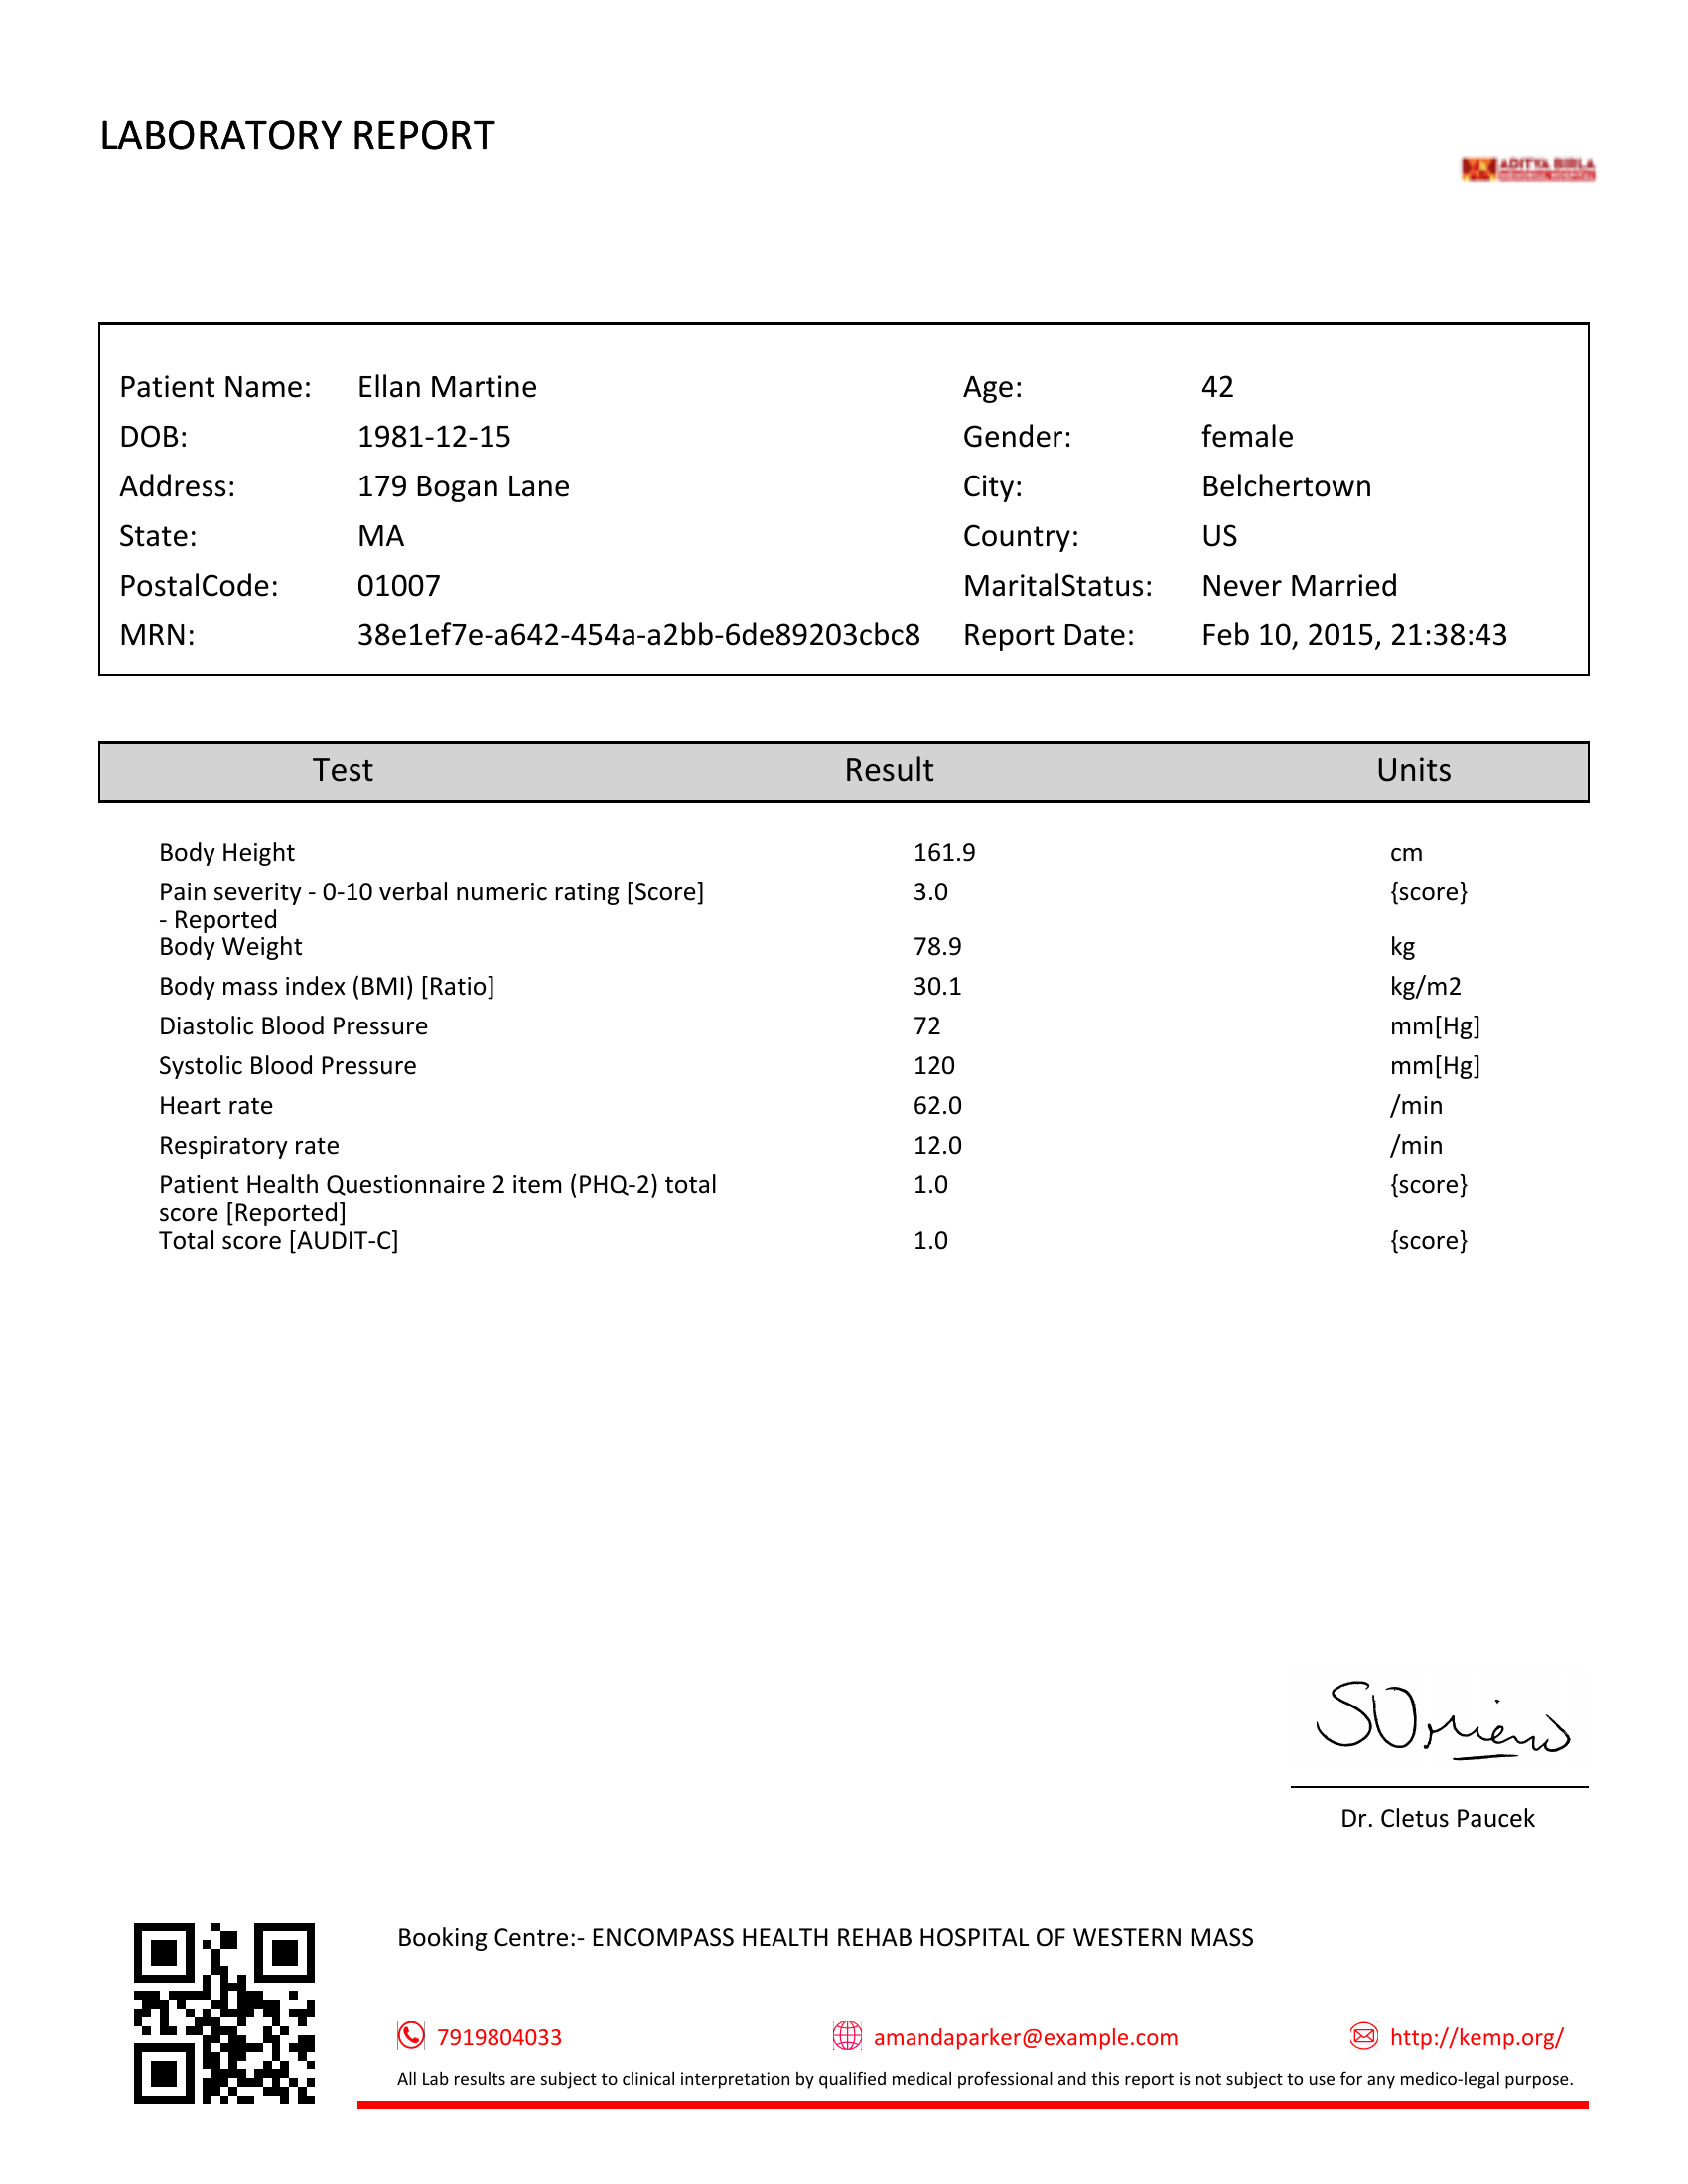 LABORATORY REPORT
ADITYA BIRLA
MEMORIAL HOSPITAL
Patient Name: Ellan Martine Age: 42
DOB: 1981-12-15 Gender: female
Address: 179 Bogan Lane City: Belchertown
State: MA Country: US
PostalCode: 01007 MaritalStatus: Never Married
MRN: 38e1ef7e-a642-454a-a2bb-6de89203cbc8 Report Date: Feb 10, 2015, 21:38:43
Test Result Units
Body Height 161.9 cm
Pain severity - 0-10 verbal numeric rating [Score] 3.0 {score}
- Reported
Body Weight 78.9 kg
Body mass index (BMI) [Ratio] 30.1 kg/m2
Diastolic Blood Pressure 72 mm[Hg]
Systolic Blood Pressure 120 mm[Hg]
Heart rate 62.0 /min
Respiratory rate 12.0 /min
Patient Health Questionnaire 2 item (PHQ-2) total 1.0 {score}
score [Reported]
Total score [AUDIT-C] 1.0 {score}
Dr. Cletus Paucek
Booking Centre:- ENCOMPASS HEALTH REHAB HOSPITAL OF WESTERN MASS
7919804033 amandaparker@example.com http://kemp.org/
All Lab results are subject to clinical interpretation by qualified medical professional and this report is not subject to use for any medico-legal purpose.